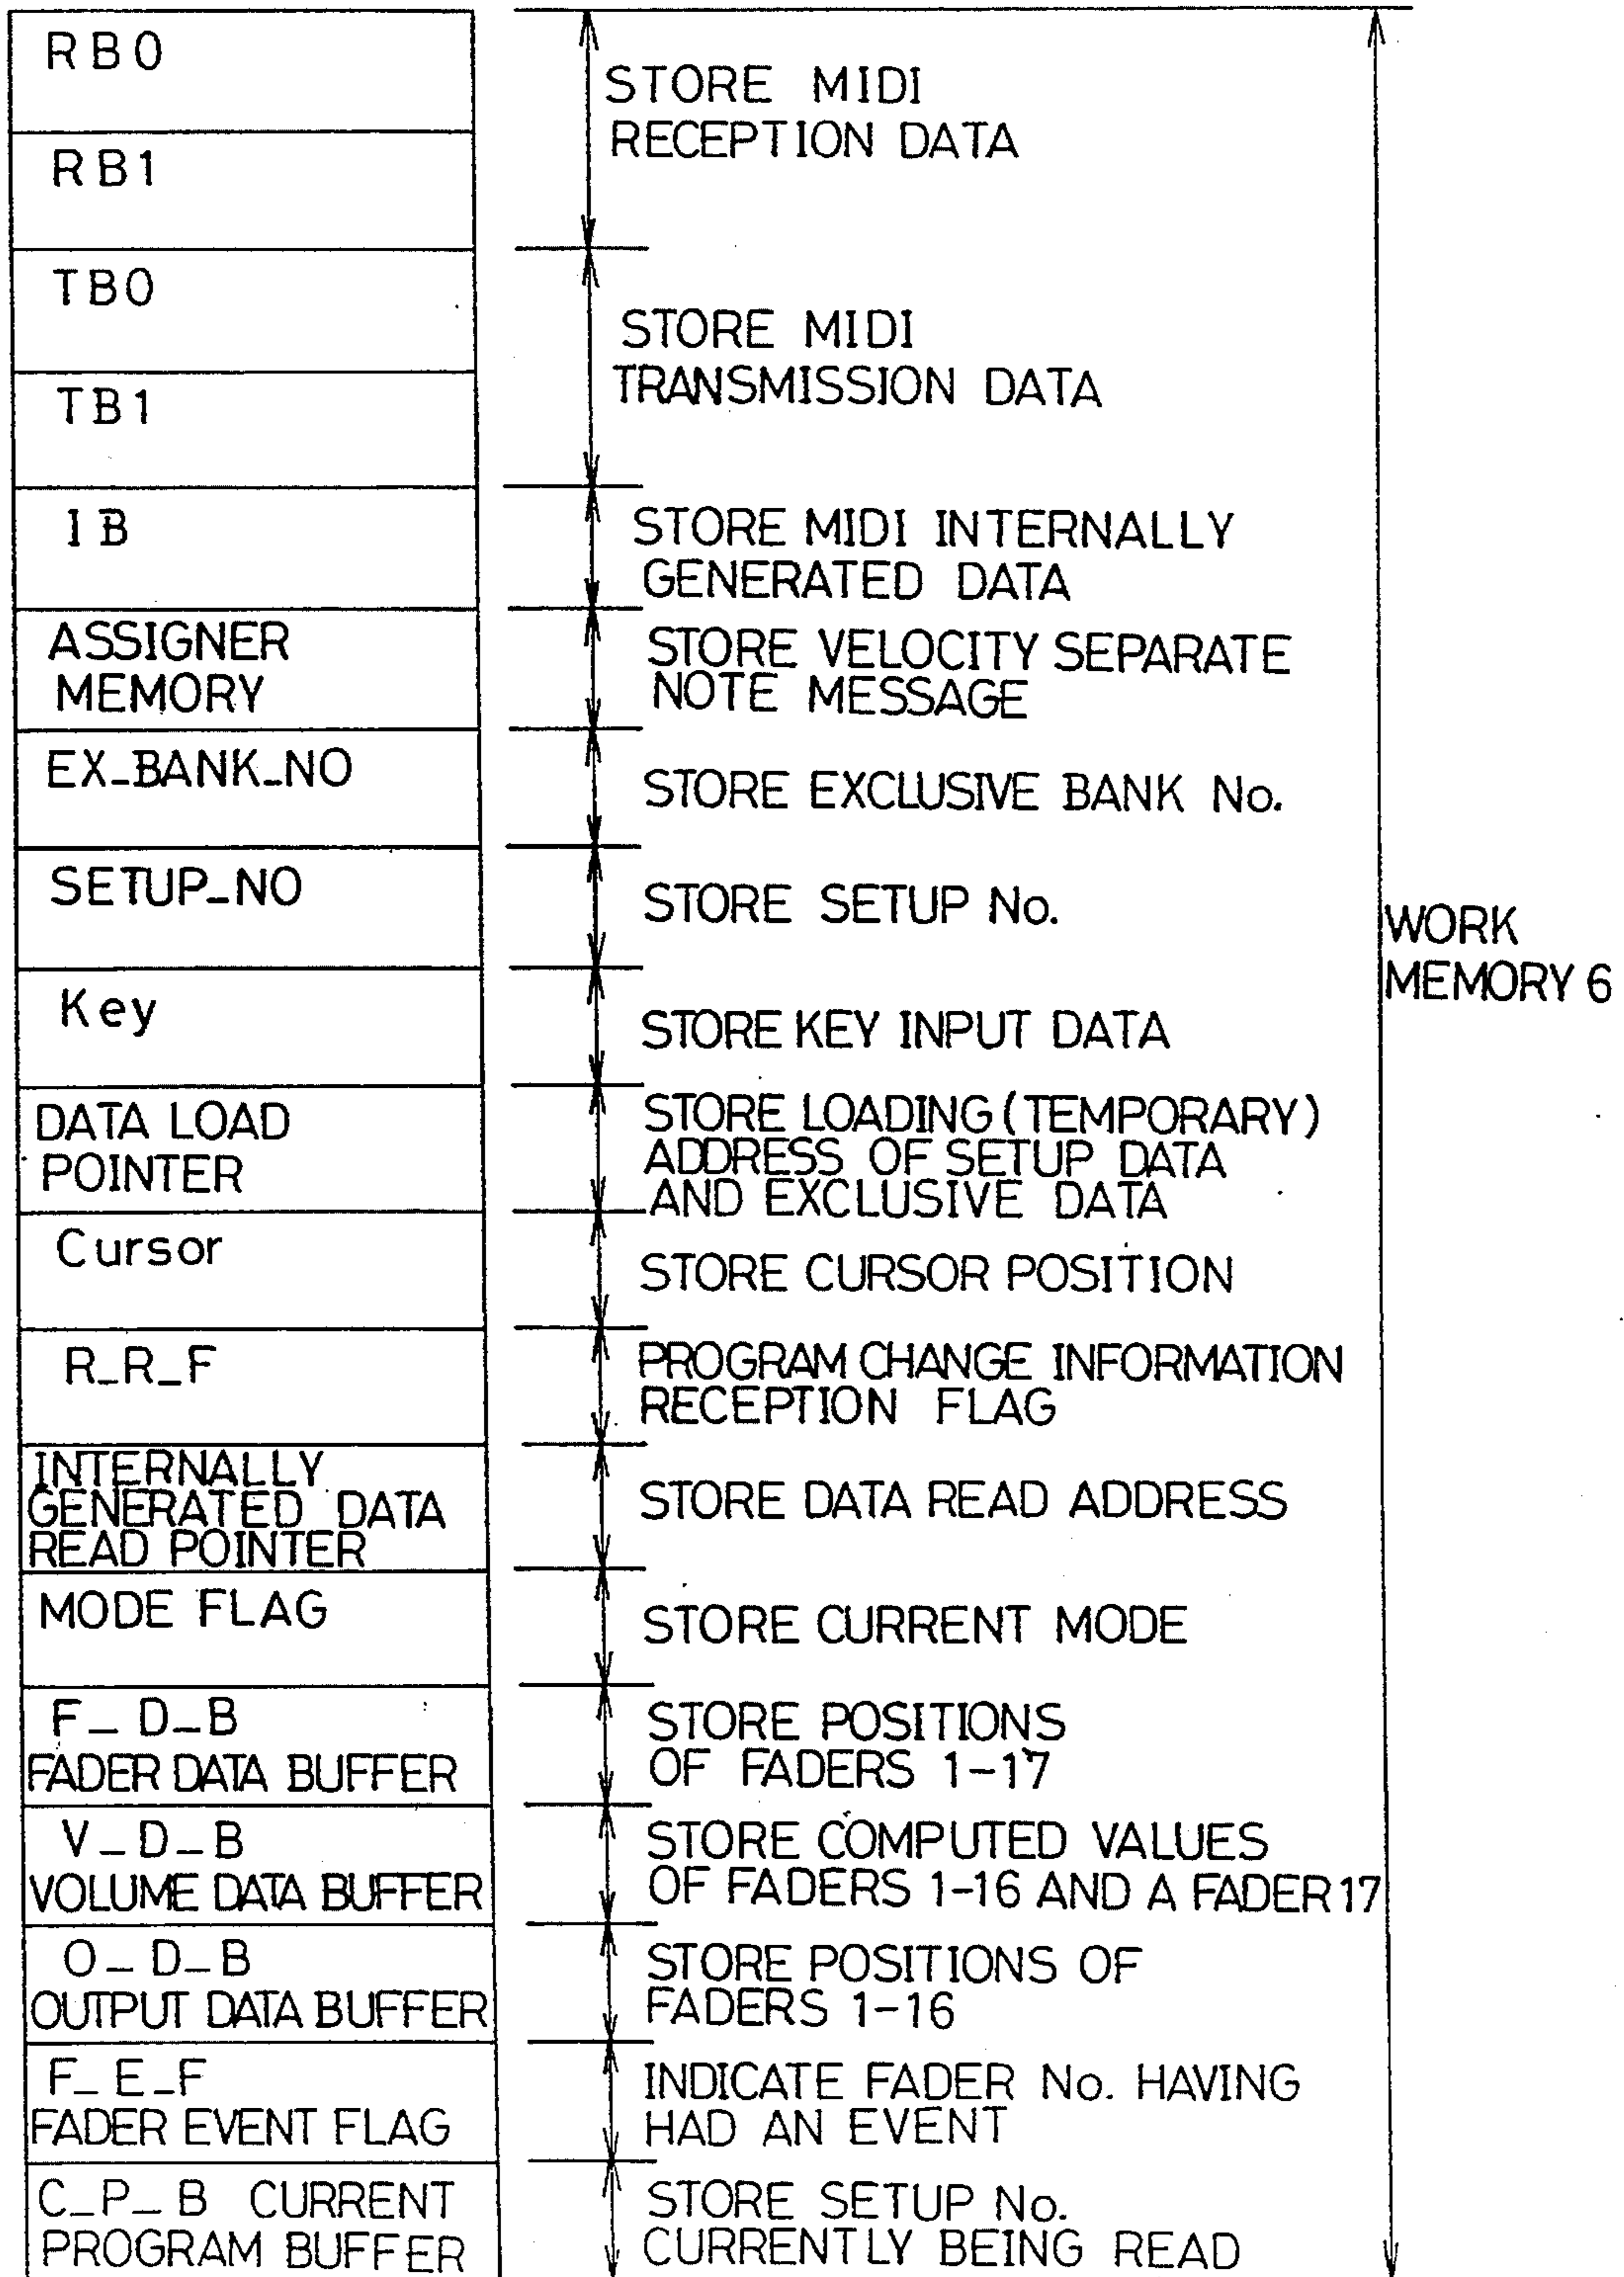 RB0
STORE MIDI
RECEPTION DATA
RB1
TB0
STORE MIDI
TRANSMISSION DATA
TB1
IB
STORE MIDI INTERNALLY
GENERATED DATA
ASSIGNER
MEMORY
STORE VELOCITY SEPARATE
NOTE MESSAGE
EX_BANK_NO
STORE EXCLUSIVE BANK No.
SETUP_NO
STORE SETUP No.
WORK
MEMORY 6
Key
STORE KEY INPUT DATA
DATA LOAD
POINTER
STORE LOADING (TEMPORARY)
ADDRESS OF SETUP DATA
AND EXCLUSIVE DATA
Cursor
STORE CURSOR POSITION
R_R_F
PROGRAM CHANGE INFORMATION
RECEPTION FLAG
INTERNALLY
GENERATED DATA
READ POINTER
STORE DATA READ ADDRESS
MODE FLAG
STORE CURRENT MODE
F_D_B
FADER DATA BUFFER
STORE POSITIONS
OF FADERS 1-17
V_D_B
VOLUME DATA BUFFER
STORE COMPUTED VALUES
OF FADERS 1-16 AND A FADER 17
O_D_B
OUTPUT DATA BUFFER
STORE POSITIONS OF
FADERS 1-16
F_E_F
FADER EVENT FLAG
INDICATE FADER No. HAVING
HAD AN EVENT
C_P_B CURRENT
PROGRAM BUFFER
STORE SETUP No.
CURRENTLY BEING READ